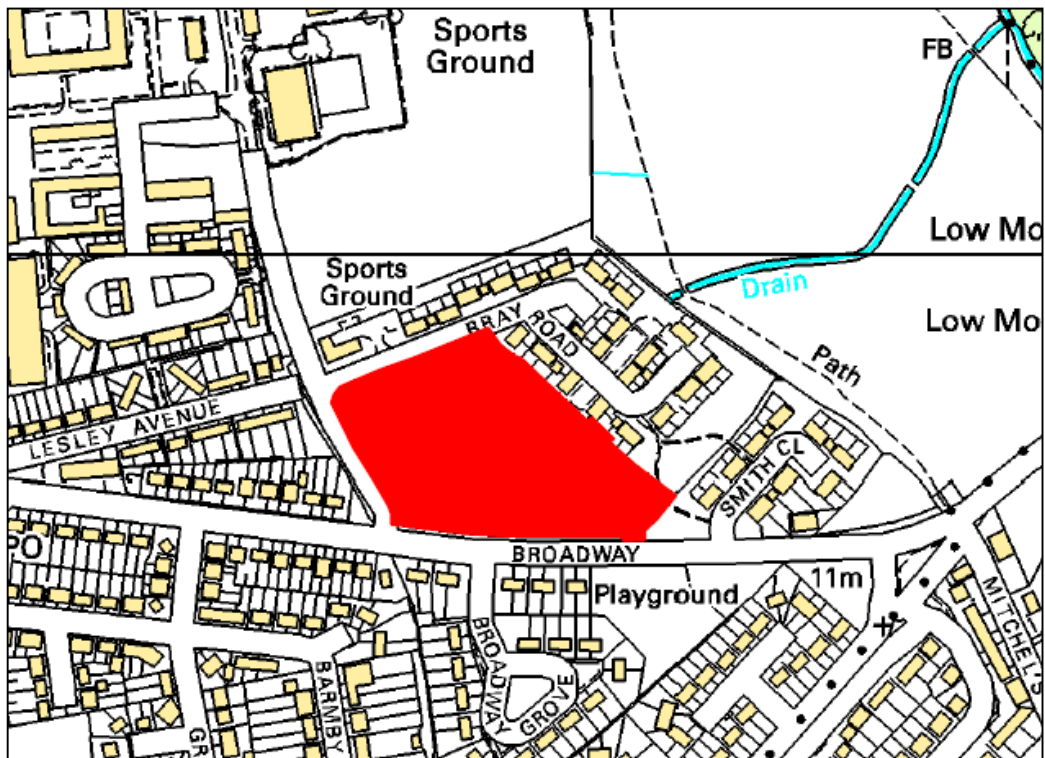 Sports
Ground
FB
Low Mo
Sports
Ground
Drain
Low Mo
BRAY ROAD
Path
LESLEY AVENUE
SMITH CL
PO
BROADWAY
11m
Playground
MITCHEL'S
BROADWAY
GROVE
BARMBY
GR